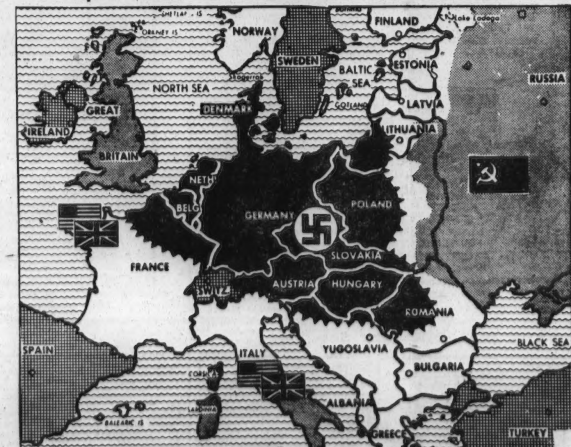 SHETLAP IS
ORKNEY IS
NORWAY
FINLAND
Lake Ladoga
SWEDEN
Skagerrak
BALTIC
SEA
ESTONIA
RUSSIA
NORTH SEA
GOTLAND
LATVIA
DENMARK
LITHUANIA
GREAT
IRELAND
BRITAIN
NETH
BELG
GERMANY
POLAND
SLOVAKIA
FRANCE
SWITZ
AUSTRIA
HUNGARY
ROMANIA
SPAIN
ITALY
YUGOSLAVIA
BLACK SEA
CORSICA
BULGARIA
SARDINIA
ALBANIA
BALEARIC IS
GREECE
TURKEY